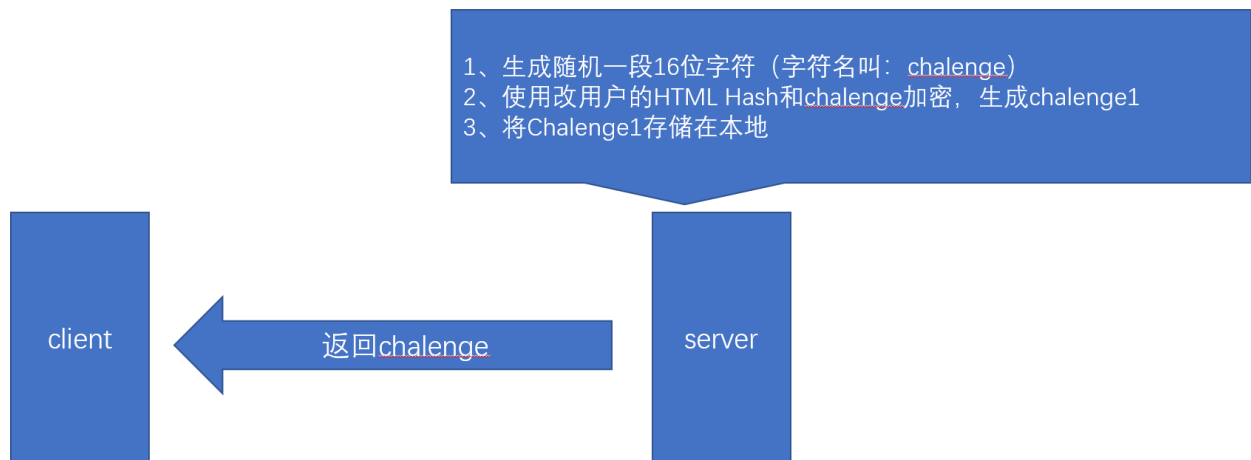 1、生成随机一段16位字符（字符名叫：chalenge）
2、使用改用户的HTML Hash和chalenge加密，生成chalenge1
3、将Chalenge1存储在本地
client
返回chalenge
server